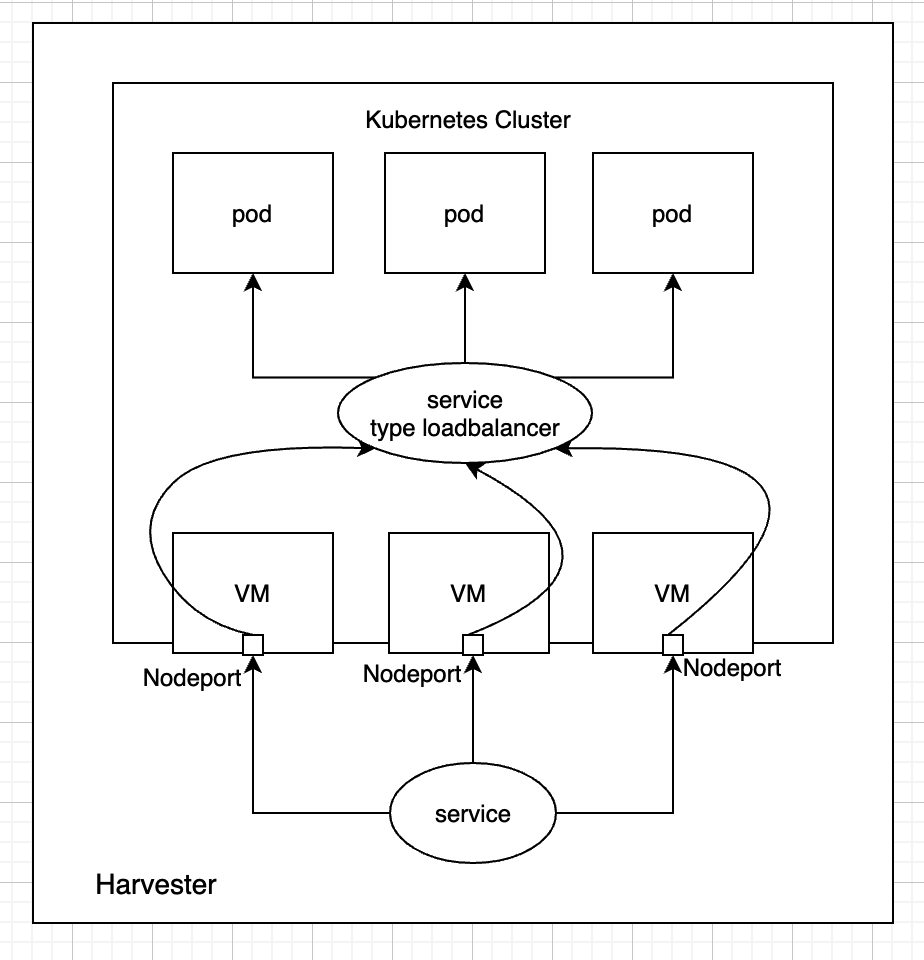 Kubernetes Cluster
pod
pod
pod
service
type loadbalancer
VM
VM
VM
Nodeport
Nodeport
Nodeport
service
Harvester